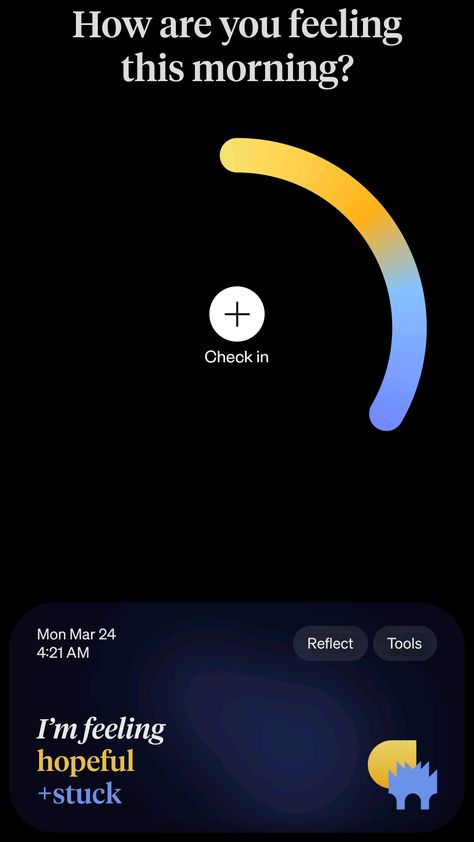 How are you feeling
this morning?
Check in
Mon Mar 24
4:21 AM
Reflect
Tools
I'm feeling
hopeful
+stuck